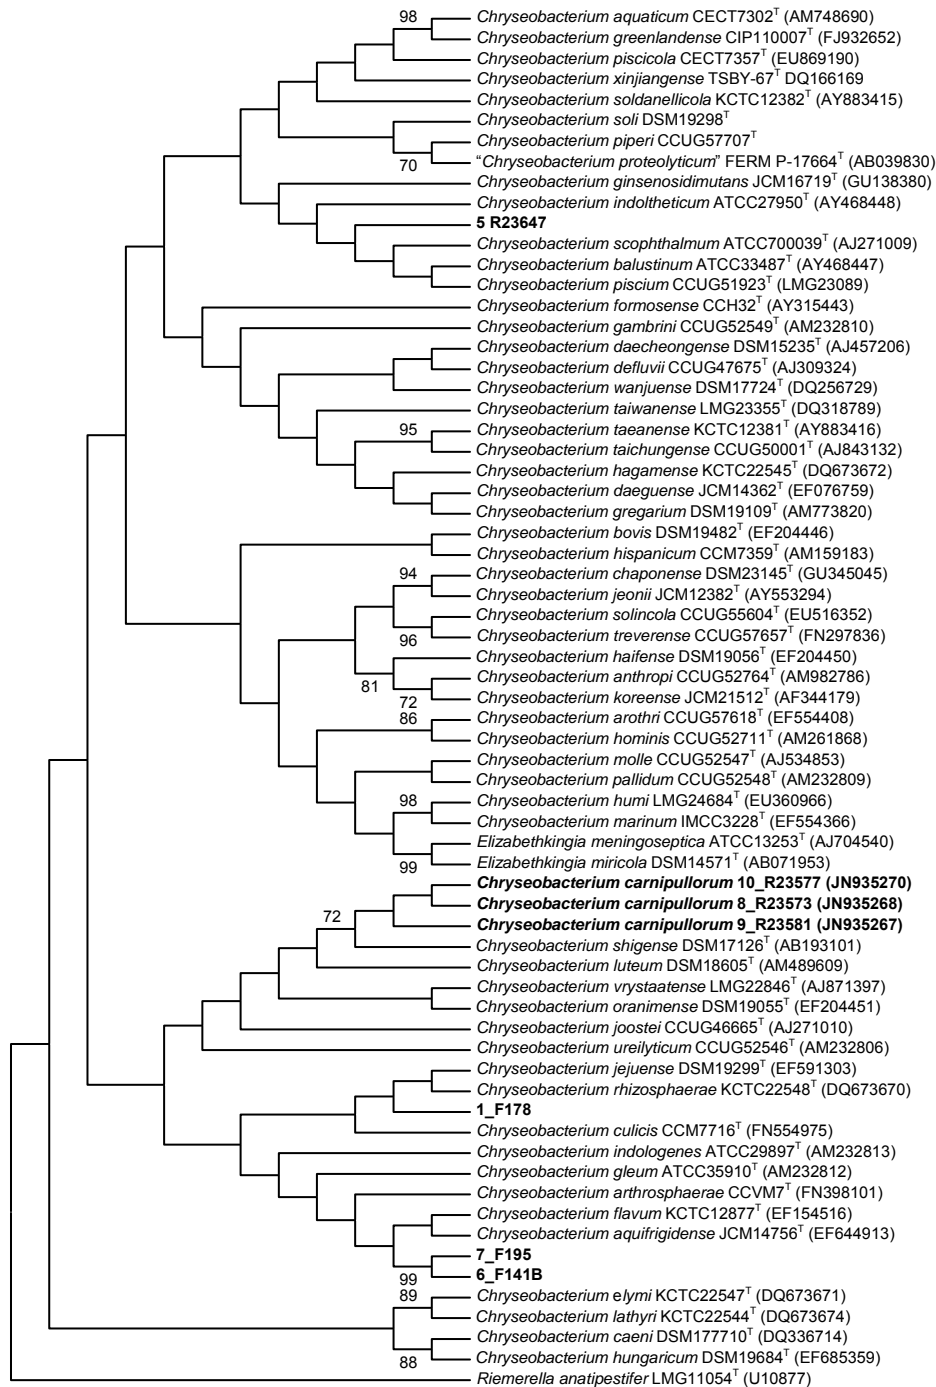 98
Chryseobacterium aquaticum CECT7302T (AM748690)
Chryseobacterium greenlandense CIP110007T (FJ932652)
Chryseobacterium piscicola CECT7357T (EU869190)
Chryseobacterium xinjiangense TSBY-67T DQ166169
Chryseobacterium soldanellicola KCTC12382T (AY883415)
Chryseobacterium soli DSM19298T
Chryseobacterium piperi CCUG57707T
70
"Chryseobacterium proteolyticum" FERM P-17664T (AB039830)
Chryseobacterium ginsenosidimutans JCM16719T (GU138380)
Chryseobacterium indoltheticum ATCC27950T (AY468448)
5 R23647
Chryseobacterium scophthalmum ATCC700039T (AJ271009)
Chryseobacterium balustinum ATCC33487T (AY468447)
Chryseobacterium piscium CCUG51923T (LMG23089)
Chryseobacterium formosense CCH32T (AY315443)
Chryseobacterium gambrini CCUG52549T (AM232810)
Chryseobacterium daecheongense DSM15235T (AJ457206)
Chryseobacterium defluvii CCUG47675T (AJ309324)
Chryseobacterium wanjuense DSM17724T (DQ256729)
Chryseobacterium taiwanense LMG23355T (DQ318789)
95
Chryseobacterium taeanense KCTC12381T (AY883416)
Chryseobacterium taichungense CCUG50001T (AJ843132)
Chryseobacterium hagamense KCTC22545T (DQ673672)
Chryseobacterium daeguense JCM14362T (EF076759)
Chryseobacterium gregarium DSM19109T (AM773820)
Chryseobacterium bovis DSM19482T (EF204446)
Chryseobacterium hispanicum CCM7359T (AM159183)
94
Chryseobacterium chaponense DSM23145T (GU345045)
Chryseobacterium jeonii JCM12382T (AY553294)
Chryseobacterium solincola CCUG55604T (EU516352)
96
Chryseobacterium treverense CCUG57657T (FN297836)
Chryseobacterium haifense DSM19056T (EF204450)
81
Chryseobacterium anthropi CCUG52764T (AM982786)
72
Chryseobacterium koreense JCM21512T (AF344179)
86
Chryseobacterium arothri CCUG57618T (EF554408)
Chryseobacterium hominis CCUG52711T (AM261868)
Chryseobacterium molle CCUG52547T (AJ534853)
Chryseobacterium pallidum CCUG52548T (AM232809)
98
Chryseobacterium humi LMG24684T (EU360966)
Chryseobacterium marinum IMCC3228T (EF554366)
Elizabethkingia meningoseptica ATCC13253T (AJ704540)
99
Elizabethkingia miricola DSM14571T (AB071953)
Chryseobacterium carnipullorum 10_R23577 (JN935270)
Chryseobacterium carnipullorum 8_R23573 (JN935268)
72
Chryseobacterium carnipullorum 9_R23581 (JN935267)
Chryseobacterium shigense DSM17126T (AB193101)
Chryseobacterium luteum DSM18605T (AM489609)
Chryseobacterium vrystaatense LMG22846T (AJ871397)
Chryseobacterium oranimense DSM19055T (EF204451)
Chryseobacterium joostei CCUG46665T (AJ271010)
Chryseobacterium ureilyticum CCUG52546T (AM232806)
Chryseobacterium jejuense DSM19299T (EF591303)
Chryseobacterium rhizosphaerae KCTC22548T (DQ673670)
1_F178
Chryseobacterium culicis CCM7716T (FN554975)
Chryseobacterium indologenes ATCC29897T (AM232813)
Chryseobacterium gleum ATCC35910T (AM232812)
Chryseobacterium arthrosphaerae CCVM7T (FN398101)
Chryseobacterium flavum KCTC12877T (EF154516)
Chryseobacterium aquifrigidense JCM14756T (EF644913)
7_F195
99
6_F141B
89
Chryseobacterium elymi KCTC22547T (DQ673671)
Chryseobacterium lathyri KCTC22544T (DQ673674)
Chryseobacterium caeni DSM177710T (DQ336714)
88
Chryseobacterium hungaricum DSM19684T (EF685359)
Riemerella anatipestifer LMG11054T (U10877)